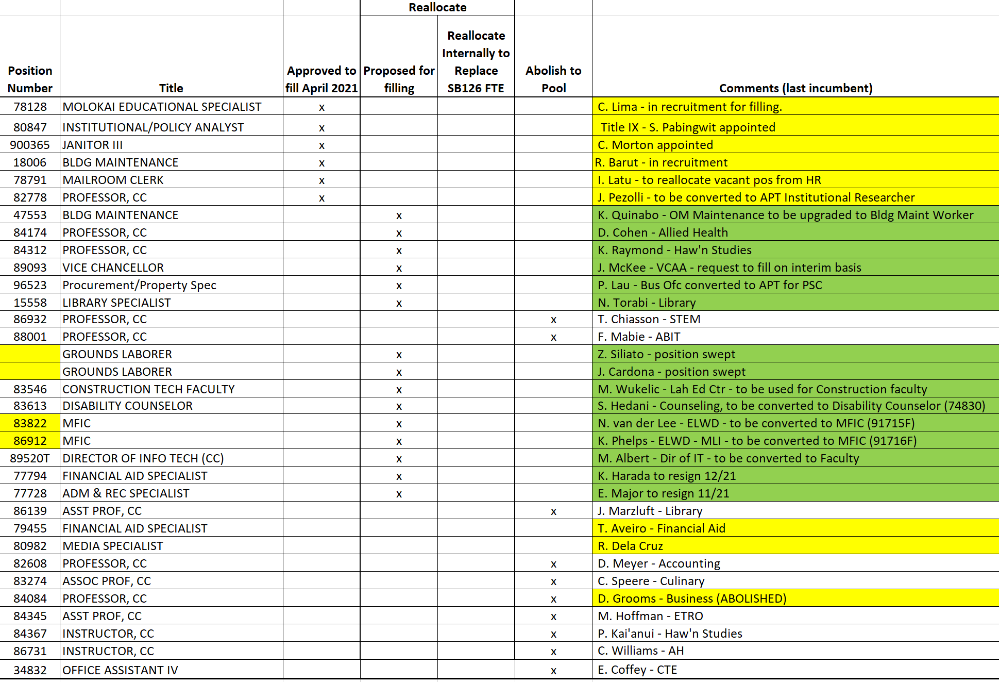 Reallocate
Position Number Title Approved to fill April 2021 Proposed for filling Reallocate Internally to Replace SB126 FTE Abolish to Pool Comments (last incumbent)
78128 MOLOKAI EDUCATIONAL SPECIALIST x C. Lima - in recruitment for filling.
80847 INSTITUTIONAL/POLICY ANALYST x Title IX - S. Pabingwit appointed
900365 JANITOR III x C. Morton appointed
18006 BLDG MAINTENANCE x R. Barut - in recruitment
78791 MAILROOM CLERK x I. Latu - to reallocate vacant pos from HR
82778 PROFESSOR, CC x J. Pezolli - to be converted to APT Institutional Researcher
47553 BLDG MAINTENANCE x K. Quinabo - OM Maintenance to be upgraded to Bldg Maint Worker
84174 PROFESSOR, CC x D. Cohen - Allied Health
84312 PROFESSOR, CC x K. Raymond - Haw'n Studies
89093 VICE CHANCELLOR x J. McKee - VCAA - request to fill on interim basis
96523 Procurement/Property Spec x P. Lau - Bus Ofc converted to APT for PSC
15558 LIBRARY SPECIALIST x N. Torabi - Library
86932 PROFESSOR, CC x T. Chiasson - STEM
88001 PROFESSOR, CC x F. Mabie - ABIT
GROUNDS LABORER x Z. Siliato - position swept
GROUNDS LABORER x J. Cardona - position swept
83546 CONSTRUCTION TECH FACULTY x M. Wukelic - Lah Ed Ctr - to be used for Construction faculty
83613 DISABILITY COUNSELOR x S. Hedani - Counseling, to be converted to Disability Counselor (74830)
83822 MFIC x N. van der Lee - ELWD - to be converted to MFIC (91715F)
86912 MFIC x K. Phelps - ELWD - MLI - to be converted to MFIC (91716F)
89520T DIRECTOR OF INFO TECH (CC) x M. Albert - Dir of IT - to be converted to Faculty
77794 FINANCIAL AID SPECIALIST x K. Harada to resign 12/21
77728 ADM & REC SPECIALIST x E. Major to resign 11/21
86139 ASST PROF, CC x J. Marzluft - Library
79455 FINANCIAL AID SPECIALIST T. Aveiro - Financial Aid
80982 MEDIA SPECIALIST R. Dela Cruz
82608 PROFESSOR, CC x D. Meyer - Accounting
83274 ASSOC PROF, CC x C. Speere - Culinary
84084 PROFESSOR, CC x D. Grooms - Business (ABOLISHED)
84345 ASST PROF, CC x M. Hoffman - ETRO
84367 INSTRUCTOR, CC x P. Kai'anui - Haw'n Studies
86731 INSTRUCTOR, CC x C. Williams - AH
34832 OFFICE ASSISTANT IV x E. Coffey - CTE